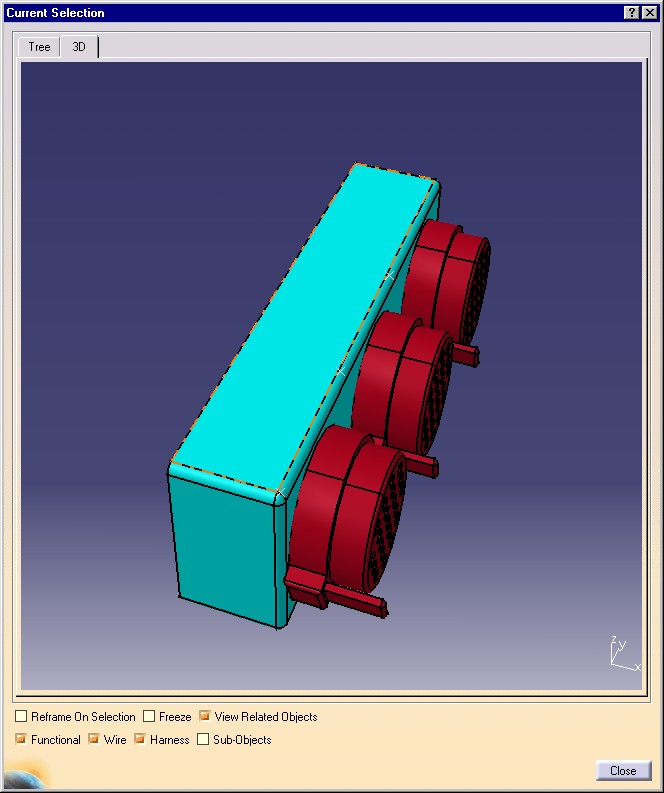 Current Selection
Tree 3D
z y
x
Reframe On Selection Freeze View Related Objects
Functional Wire Harness Sub-Objects
Close